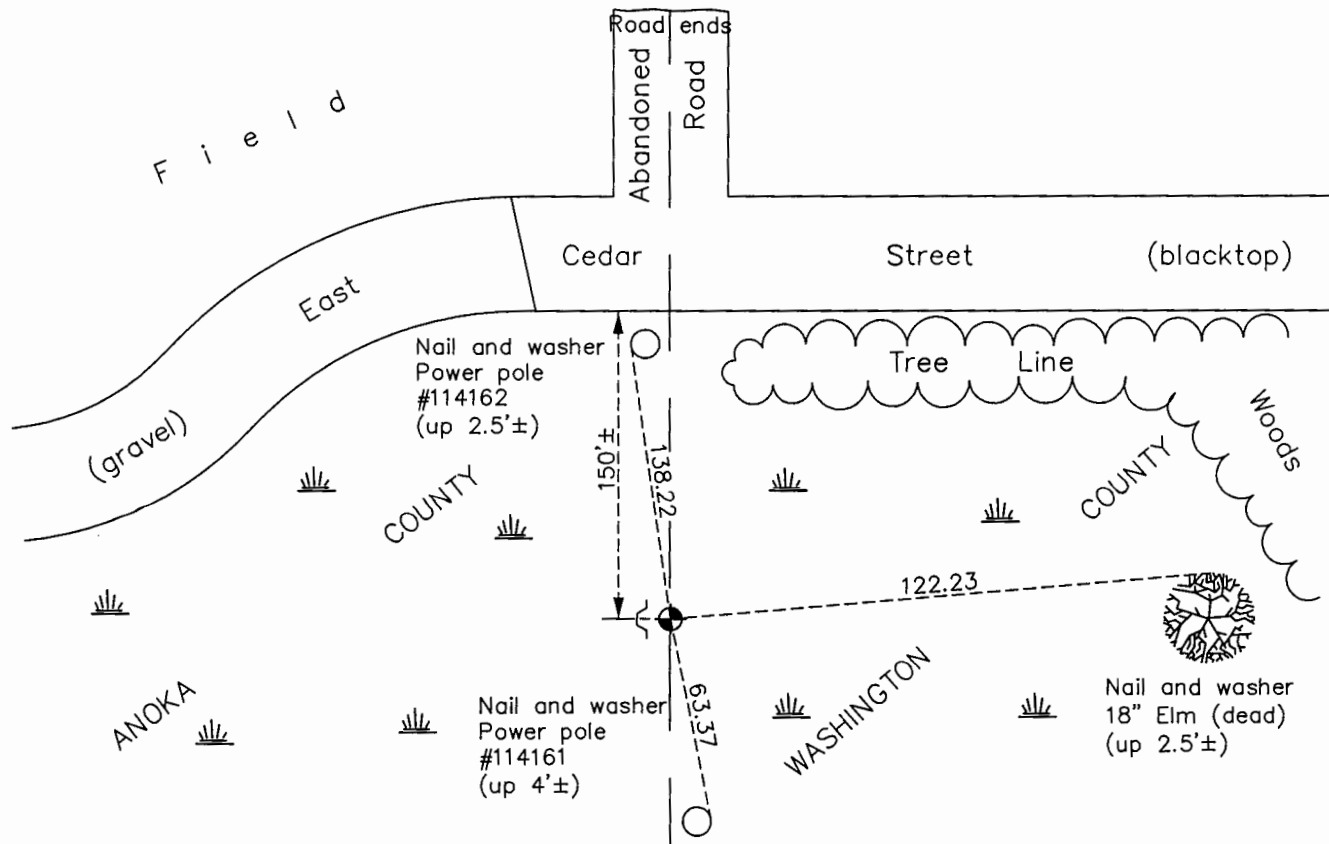 Road ends
Abandoned
Road
Field
Cedar Street (blacktop)
East
(gravel)
Nail and washer
Power pole
#114162
(up 2.5'±)
Tree Line
Woods
150'±
138.22
COUNTY
COUNTY
122.23
63.37
ANOKA
WASHINGTON
Nail and washer
Power pole
#114161
(up 4'±)
Nail and washer
18" Elm (dead)
(up 2.5'±)